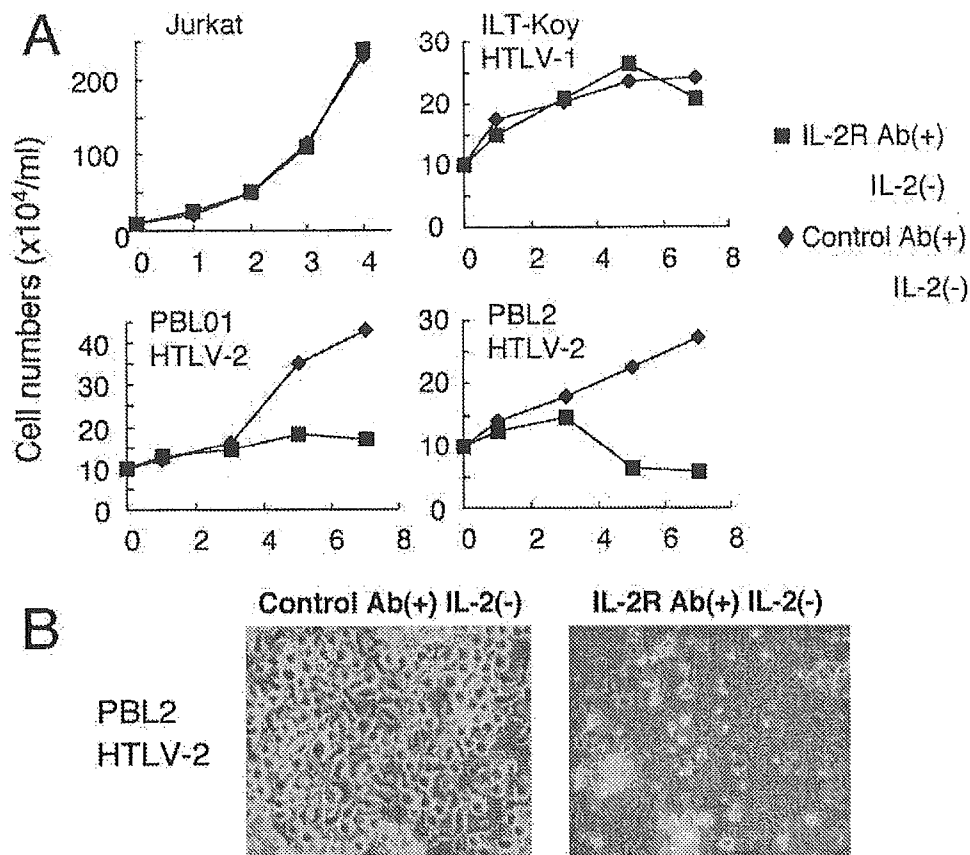 A
Jurkat
200
100
0
0 1 2 3 4
ILT-Koy
HTLV-1
30
20
10
0
0 2 4 6 8
IL-2R Ab(+)
IL-2(-)
Control Ab(+)
IL-2(-)
Cell numbers (x10⁴/ml)
PBL01
HTLV-2
40
30
20
10
0
0 2 4 6 8
PBL2
HTLV-2
30
20
10
0
0 2 4 6 8
B
Control Ab(+) IL-2(-)
IL-2R Ab(+) IL-2(-)
PBL2
HTLV-2